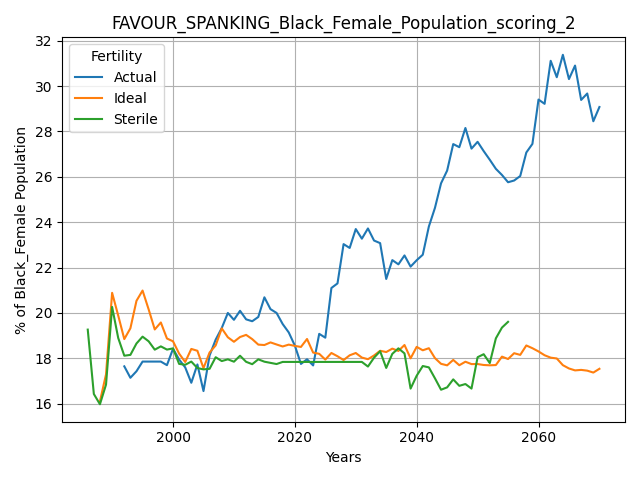 FAVOUR_SPANKING_Black_Female_Population_scoring_2
Fertility
Actual
Ideal
Sterile
% of Black_Female Population
32
30
28
26
24
22
20
18
16
2000
2020
2040
2060
Years